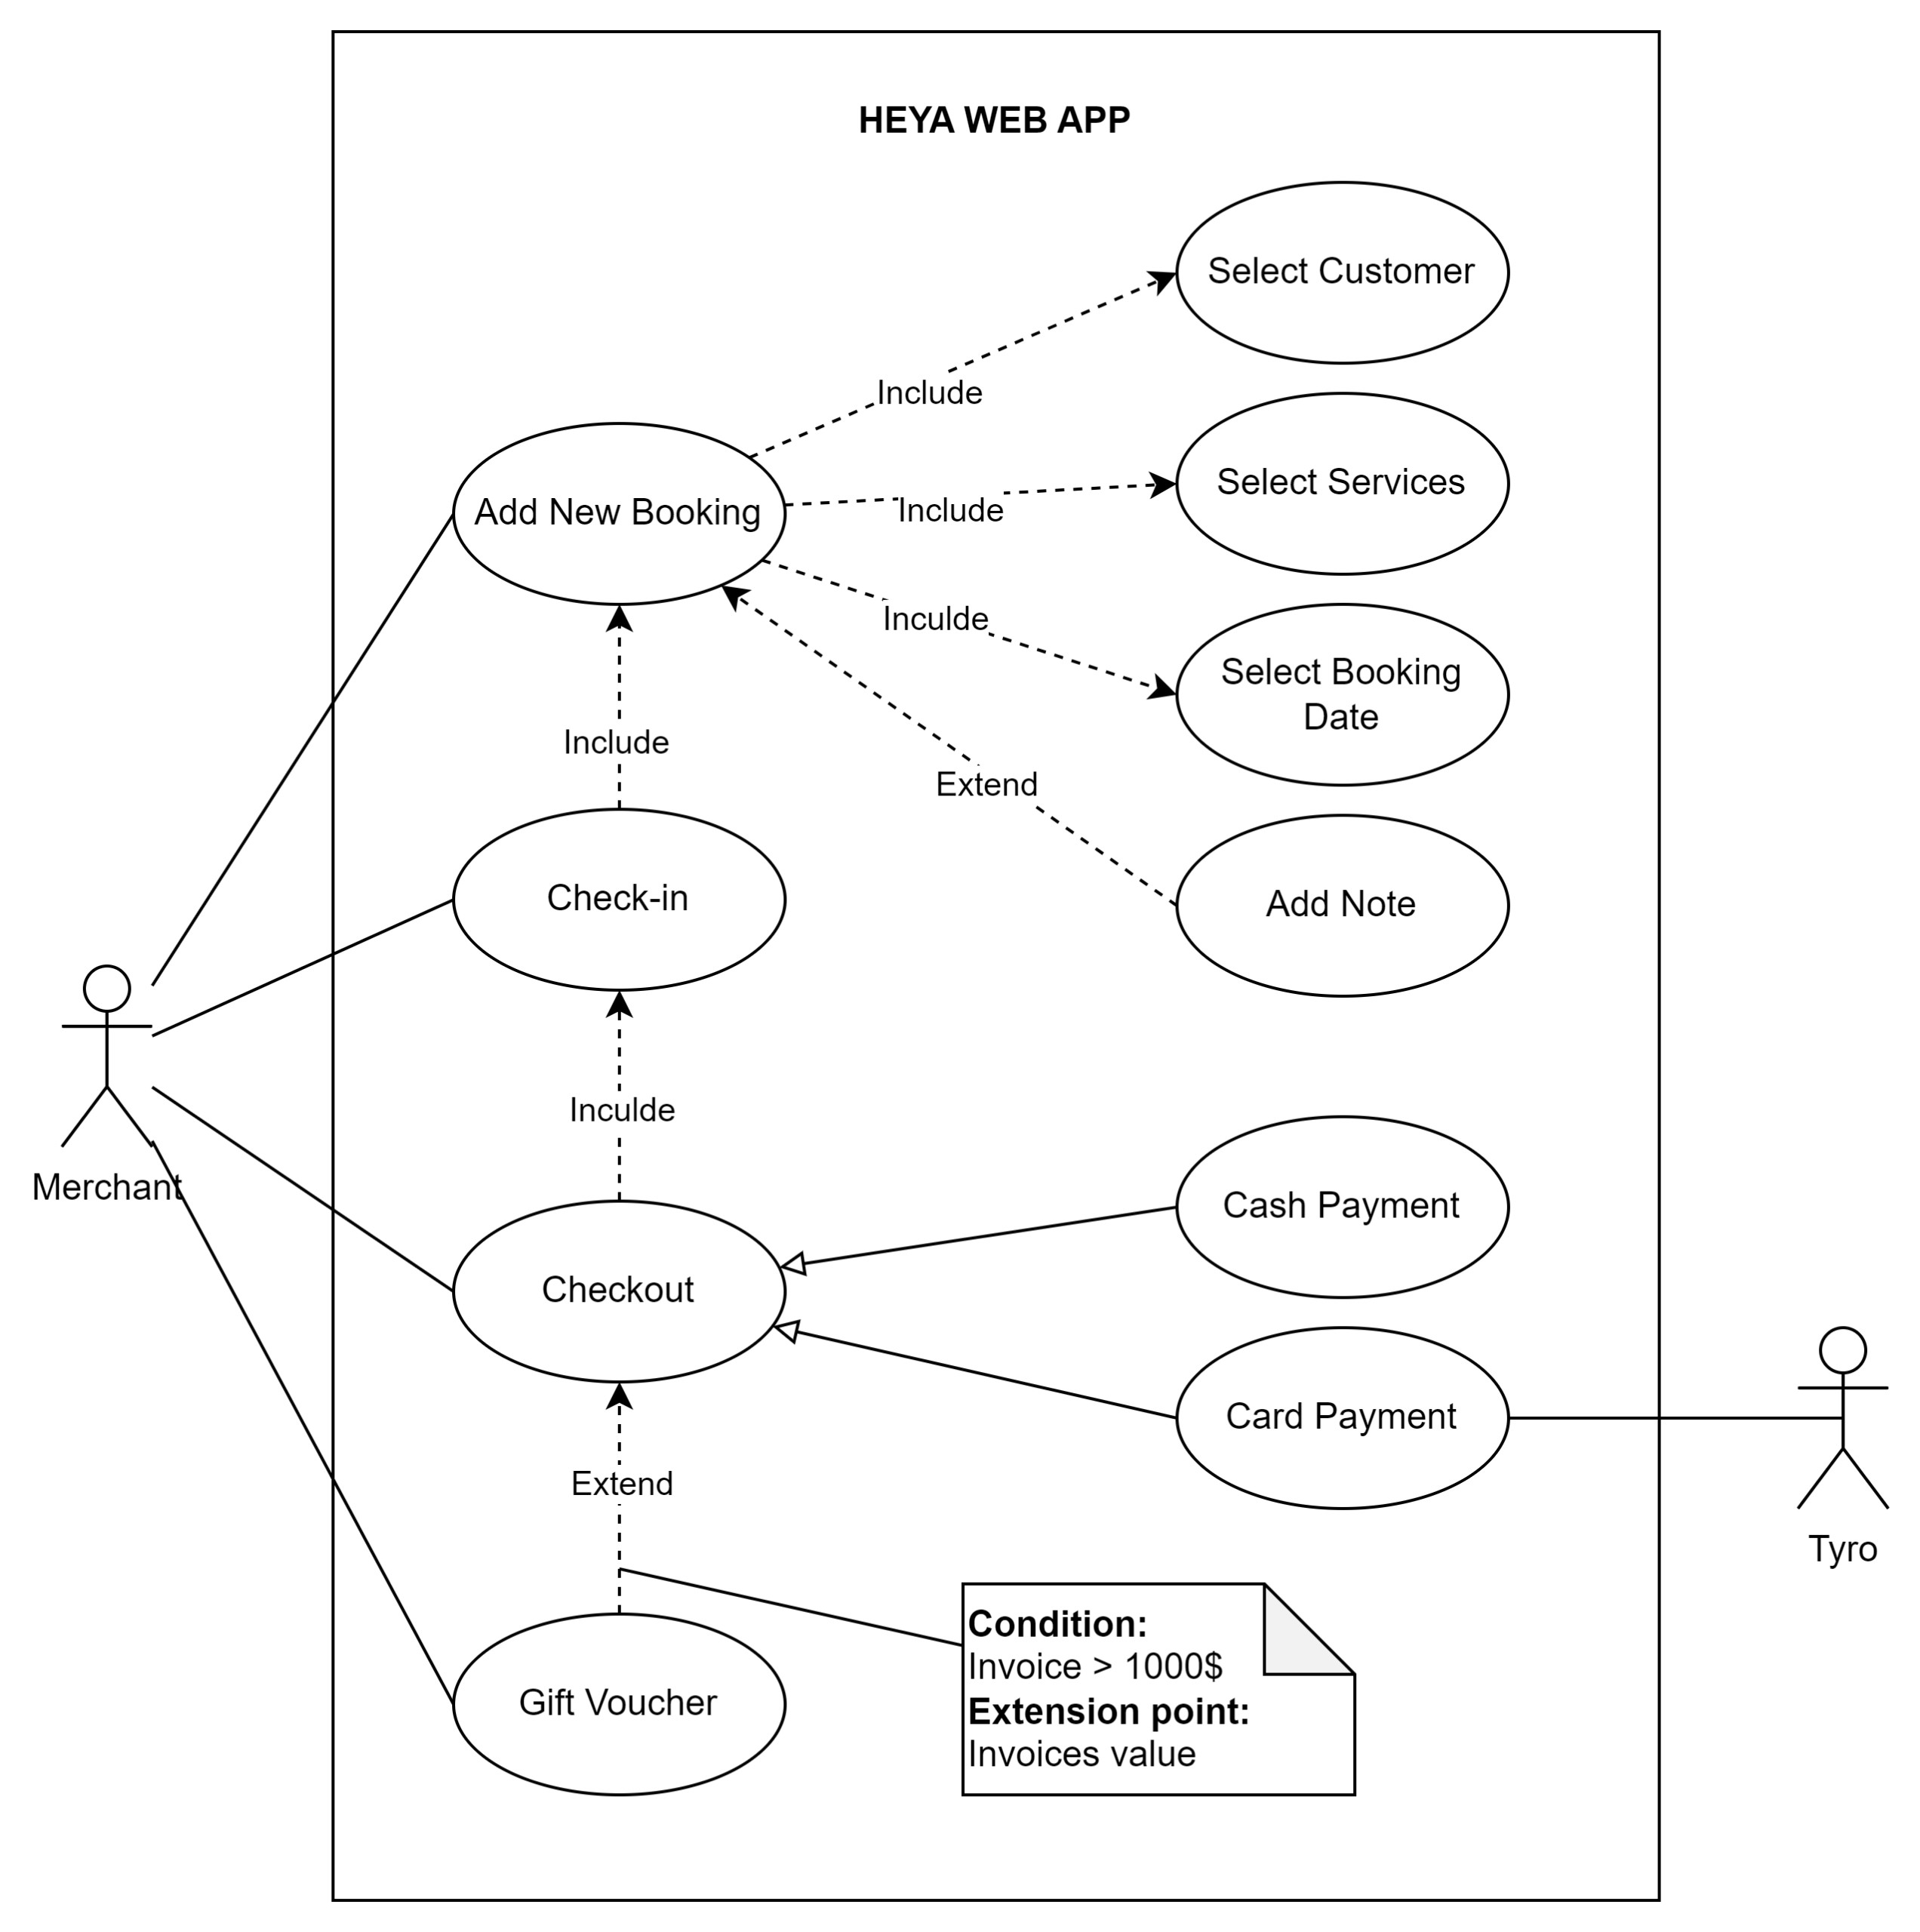 HEYA WEB APP
Select Customer
Include
Select Services
Add New Booking
Include
Inculde
Select Booking
Date
Include
Extend
Check-in
Add Note
Inculde
Merchant
Cash Payment
Checkout
Card Payment
Extend
Tyro
Condition:
Invoice > 1000$
Extension point:
Invoices value
Gift Voucher